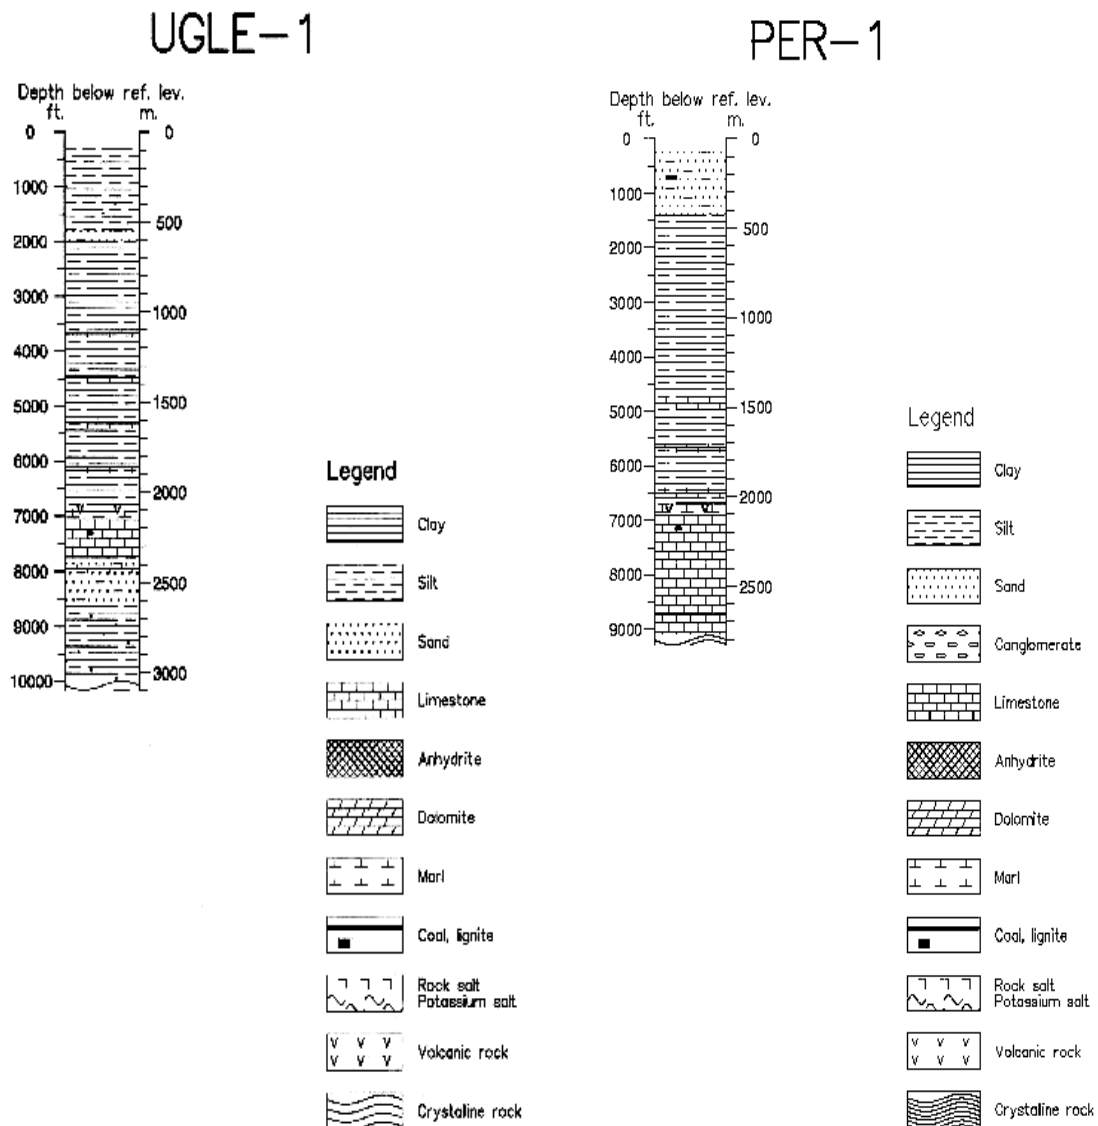 UGLE-1
Depth below ref. lev.
ft. m.
0 0
1000
500
2000
3000
1000
4000
1500
5000
6000
2000
7000
8000
2500
9000
3000
10000
Legend
Clay
Silt
Sand
Limestone
Anhydrite
Dolomite
Marl
Coal, lignite
Rock salt
Potassium salt
Volcanic rock
Crystaline rock
PER-1
Depth below ref. lev.
ft. m.
0 0
1000
500
2000
3000
1000
4000
1500
5000
6000
2000
7000
8000
2500
9000
Legend
Clay
Silt
Sand
Conglomerate
Limestone
Anhydrite
Dolomite
Marl
Coal, lignite
Rock salt
Potassium salt
Volcanic rock
Crystaline rock